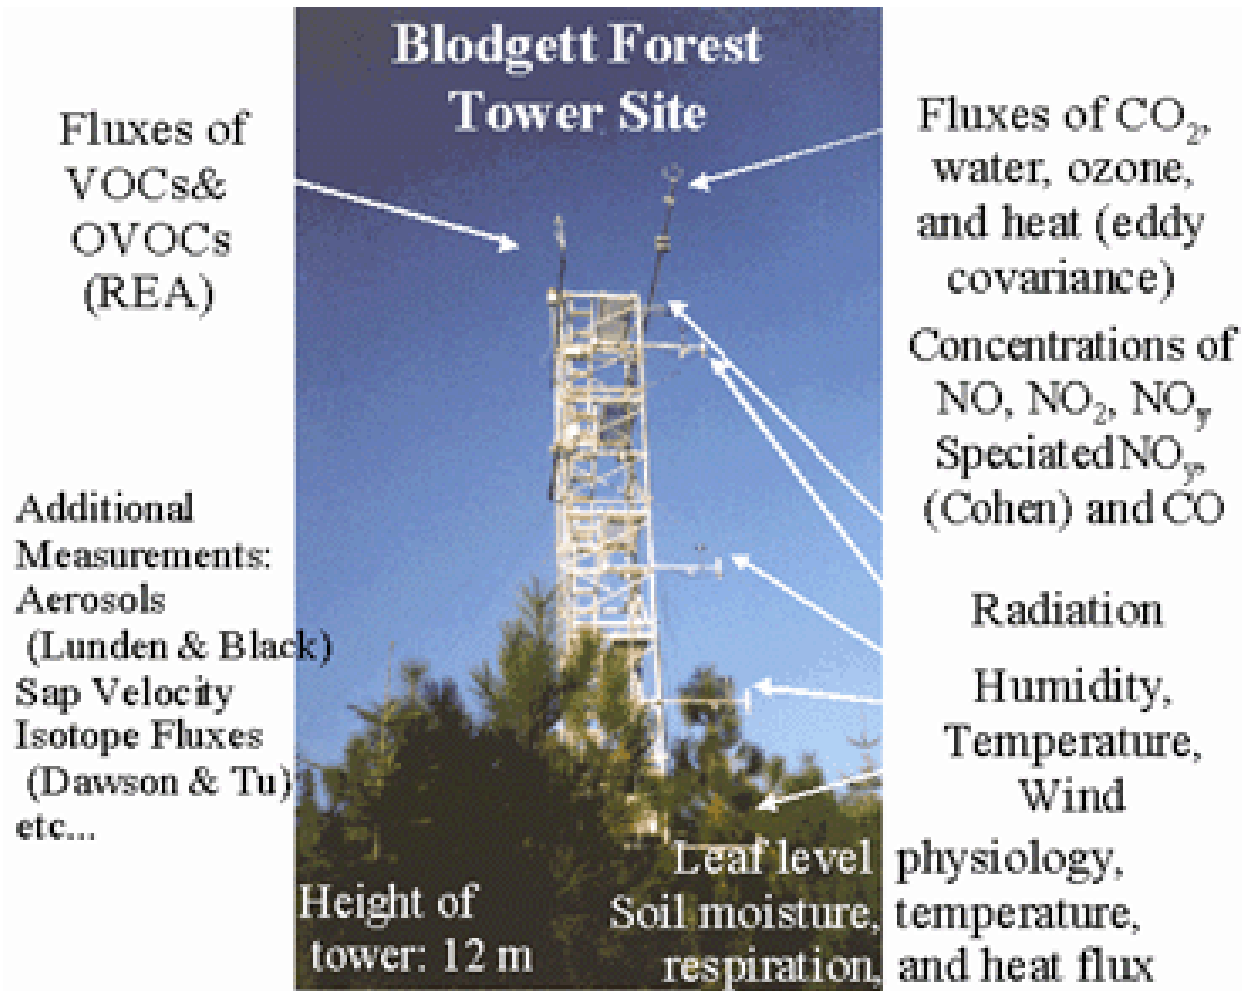 Blodgett Forest
Tower Site
Fluxes of
VOCs&
OVOCs
(REA)
Additional
Measurements:
Aerosols
(Lunden & Black)
Sap Velocity
Isotope Fluxes
(Dawson & Tu)
etc...
Fluxes of CO₂,
water, ozone,
and heat (eddy
covariance)
Concentrations of
NO, NO₂, NOy
Speciated NOy,
(Cohen) and CO
Radiation
Humidity,
Temperature,
Wind
Height of
tower: 12 m
Leaf level physiology,
Soil moisture, temperature,
respiration, and heat flux